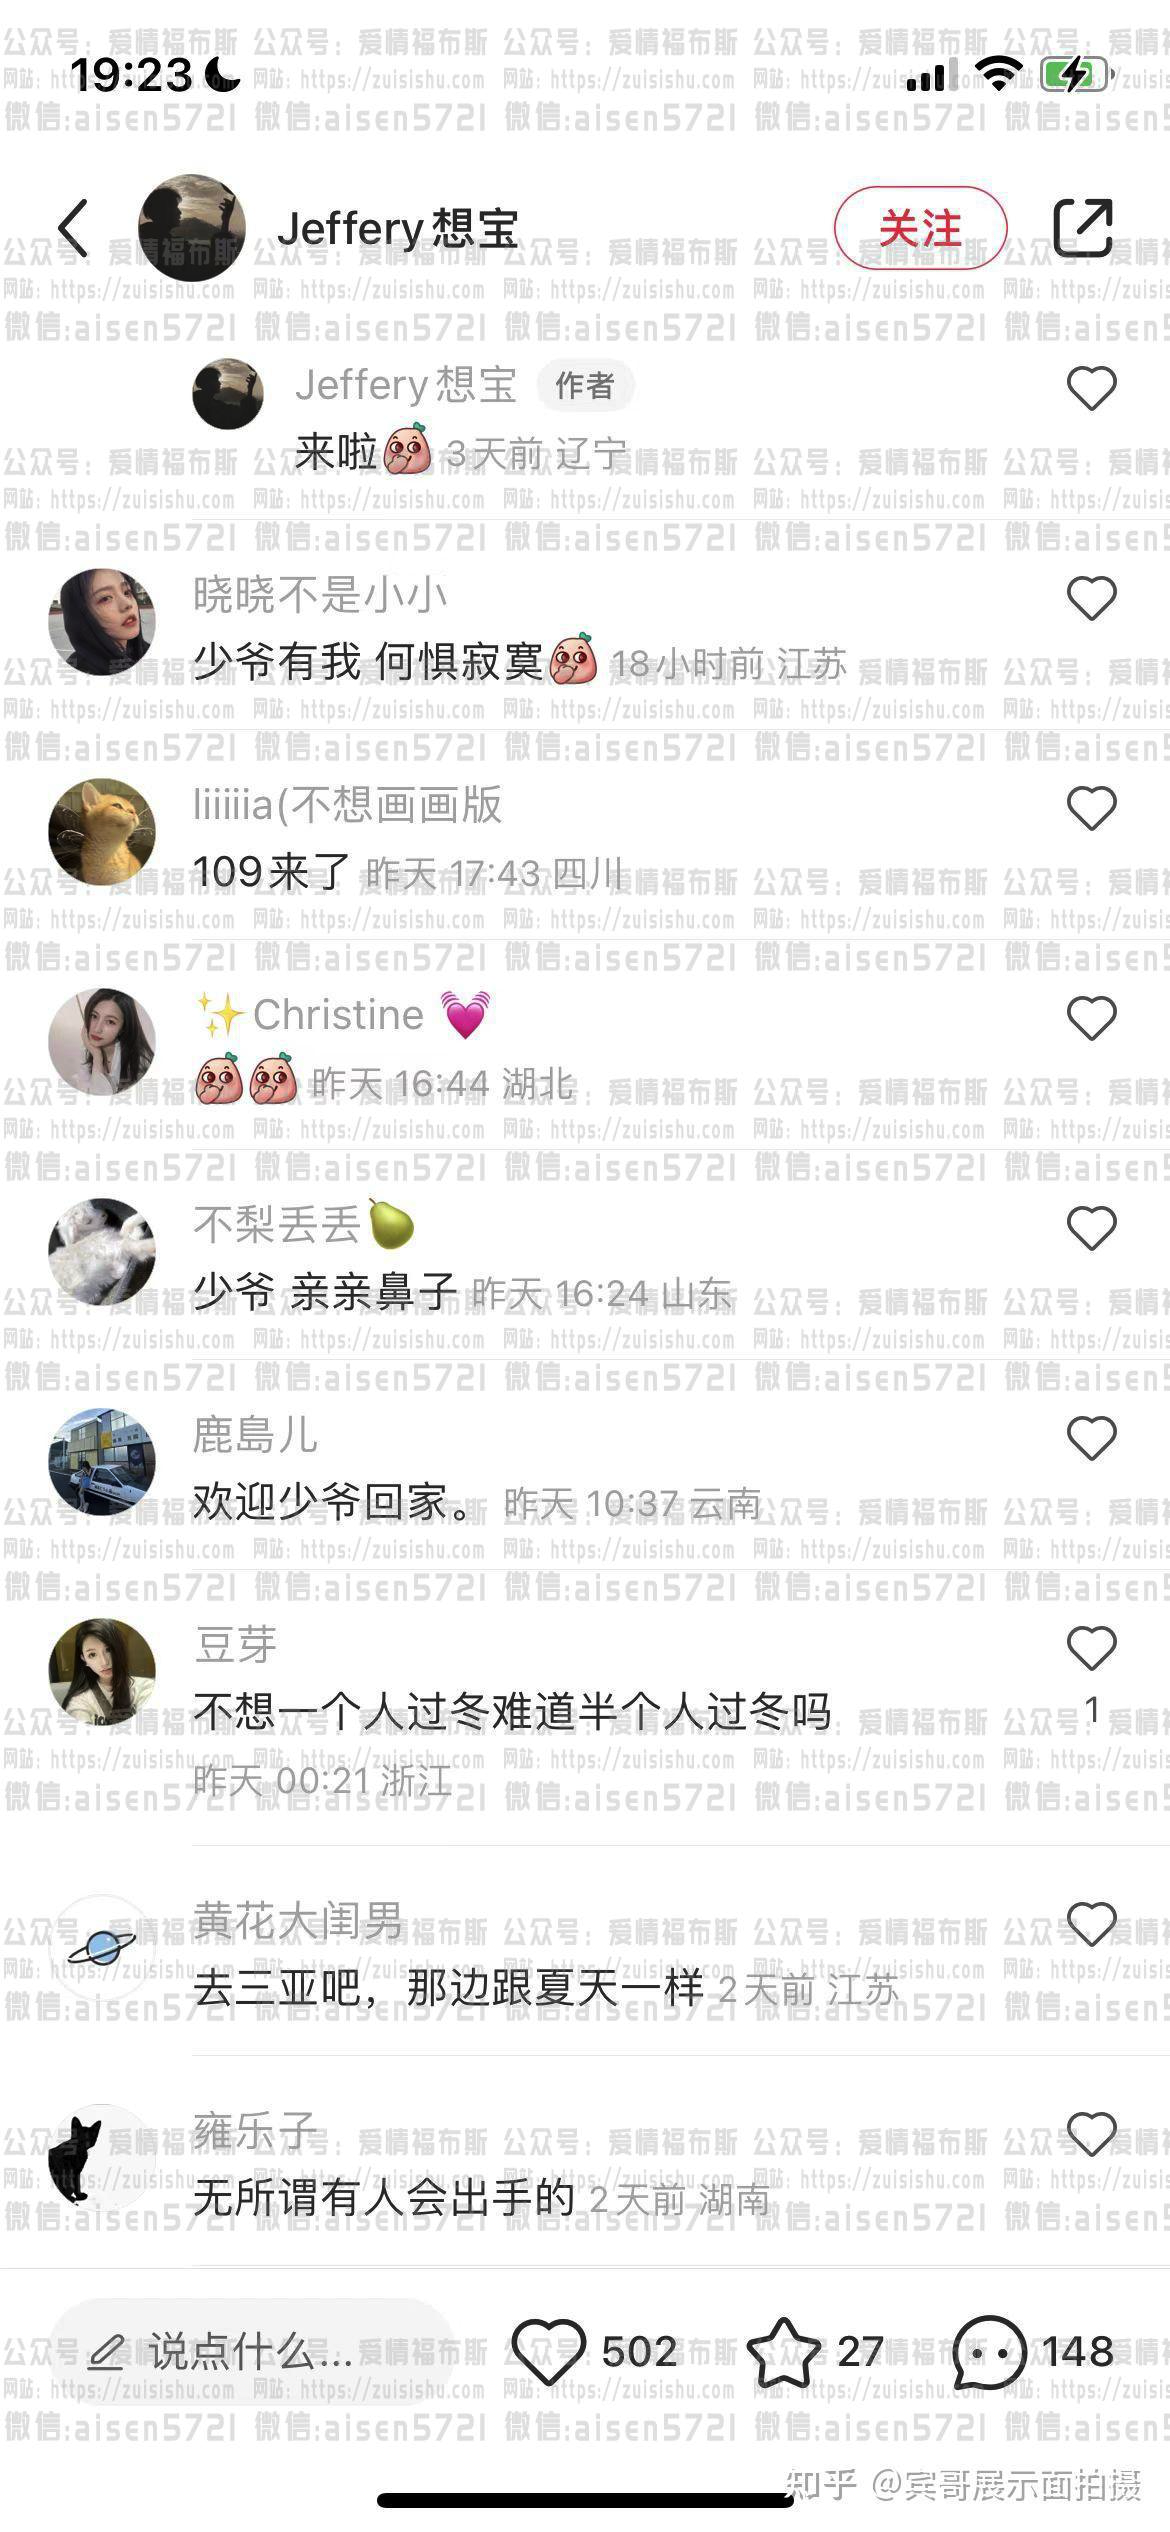 19:23
Jeffery想宝
关注
Jeffery想宝 作者
来啦 3天前 辽宁
晓晓不是小小
少爷有我 何惧寂寞 18小时前 江苏
liiiiiia(不想画画版
109来了 昨天 17:43 四川
Christine
昨天 16:44 湖北
不梨丢丢
少爷 亲亲鼻子 昨天 16:24 山东
鹿島儿
欢迎少爷回家。 昨天 10:37 云南
豆芽
不想一个人过冬难道半个人过冬吗
1
昨天 00:21 浙江
黄花大闺男
去三亚吧，那边跟夏天一样 2天前 江苏
雍乐子
无所谓有人会出手的 2天前 湖南
说点什么...
502
27
148
知乎 @宾哥展示面拍摄
公众号：爱情福布斯
网站：https://zuisishu.com
微信:aisen5721